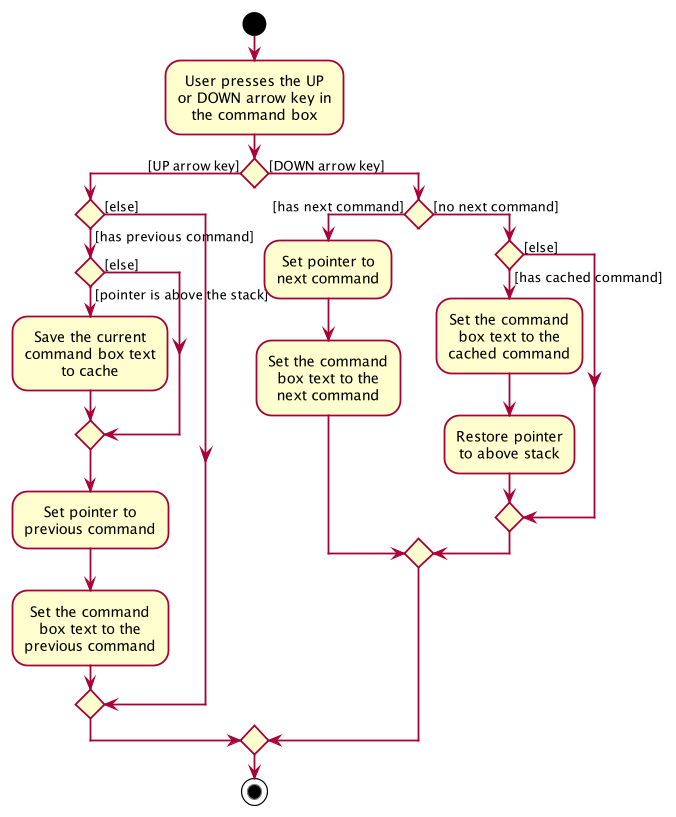 User presses the UP
or DOWN arrow key in
the command box
[UP arrow key]
[DOWN arrow key]
[else]
[has previous command]
[else]
[pointer is above the stack]
Save the current
command box text
to cache
Set pointer to
previous command
Set the command
box text to the
previous command
[has next command]
[no next command]
Set pointer to
next command
Set the command
box text to the
next command
[else]
[has cached command]
Set the command
box text to the
cached command
Restore pointer
to above stack